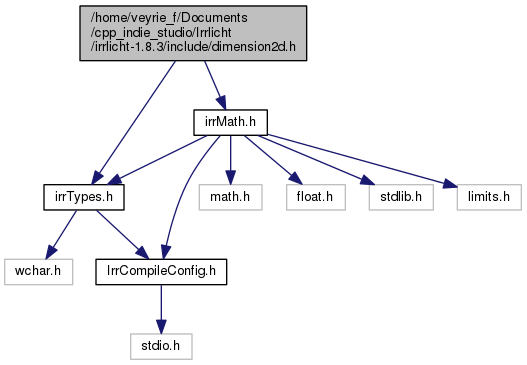 /home/veyrie_f/Documents
/cpp_indie_studio/Irrlicht
/irrlicht-1.8.3/include/dimension2d.h
irrMath.h
irrTypes.h
math.h
float.h
stdlib.h
limits.h
wchar.h
IrrCompileConfig.h
stdio.h